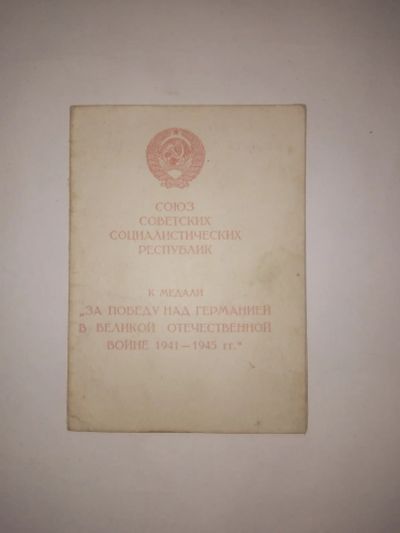 СОЮЗ
СОВЕТСКИХ
СОЦИАЛИСТИЧЕСКИХ
РЕСПУБЛИК
К МЕДАЛИ
„ЗА ПОБЕДУ НАД ГЕРМАНИЕЙ
В ВЕЛИКОЙ ОТЕЧЕСТВЕННОЙ
ВОЙНЕ 1941—1945 гг."